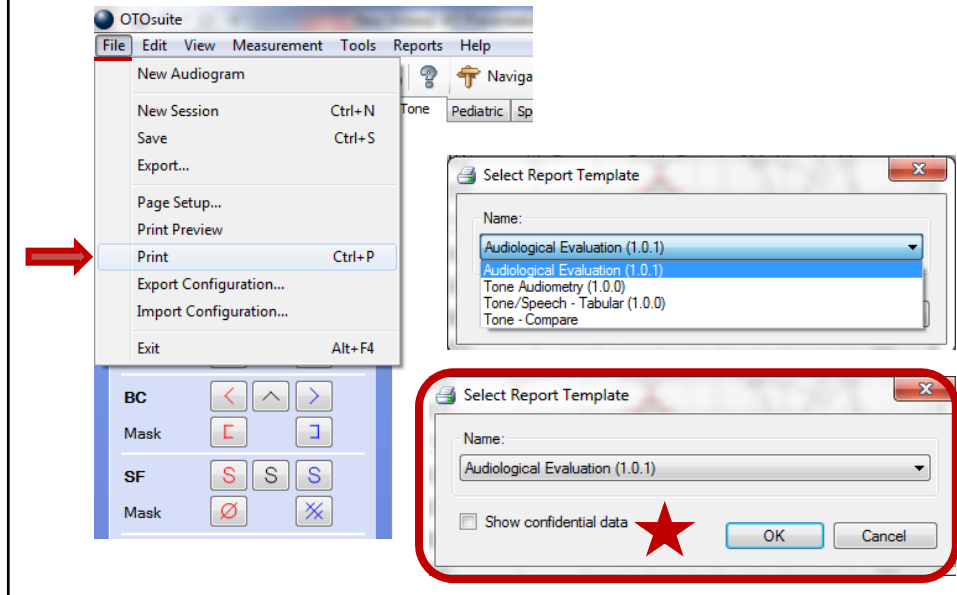 OTOsuite
File Edit View Measurement Tools Reports Help
New Audiogram
New Session Ctrl+N
Save Ctrl+S
Export...
Page Setup...
Print Preview
Print Ctrl+P
Export Configuration...
Import Configuration...
Exit Alt+F4
Naviga
Tone Pediatric Sp
BC < ^ >
Mask [ ]
SF S S S
Mask
Select Report Template
Name:
Audiological Evaluation (1.0.1)
Audiological Evaluation (1.0.1)
Tone Audiometry (1.0.0)
Tone/Speech - Tabular (1.0.0)
Tone - Compare
Select Report Template
Name:
Audiological Evaluation (1.0.1)
Show confidential data
OK Cancel